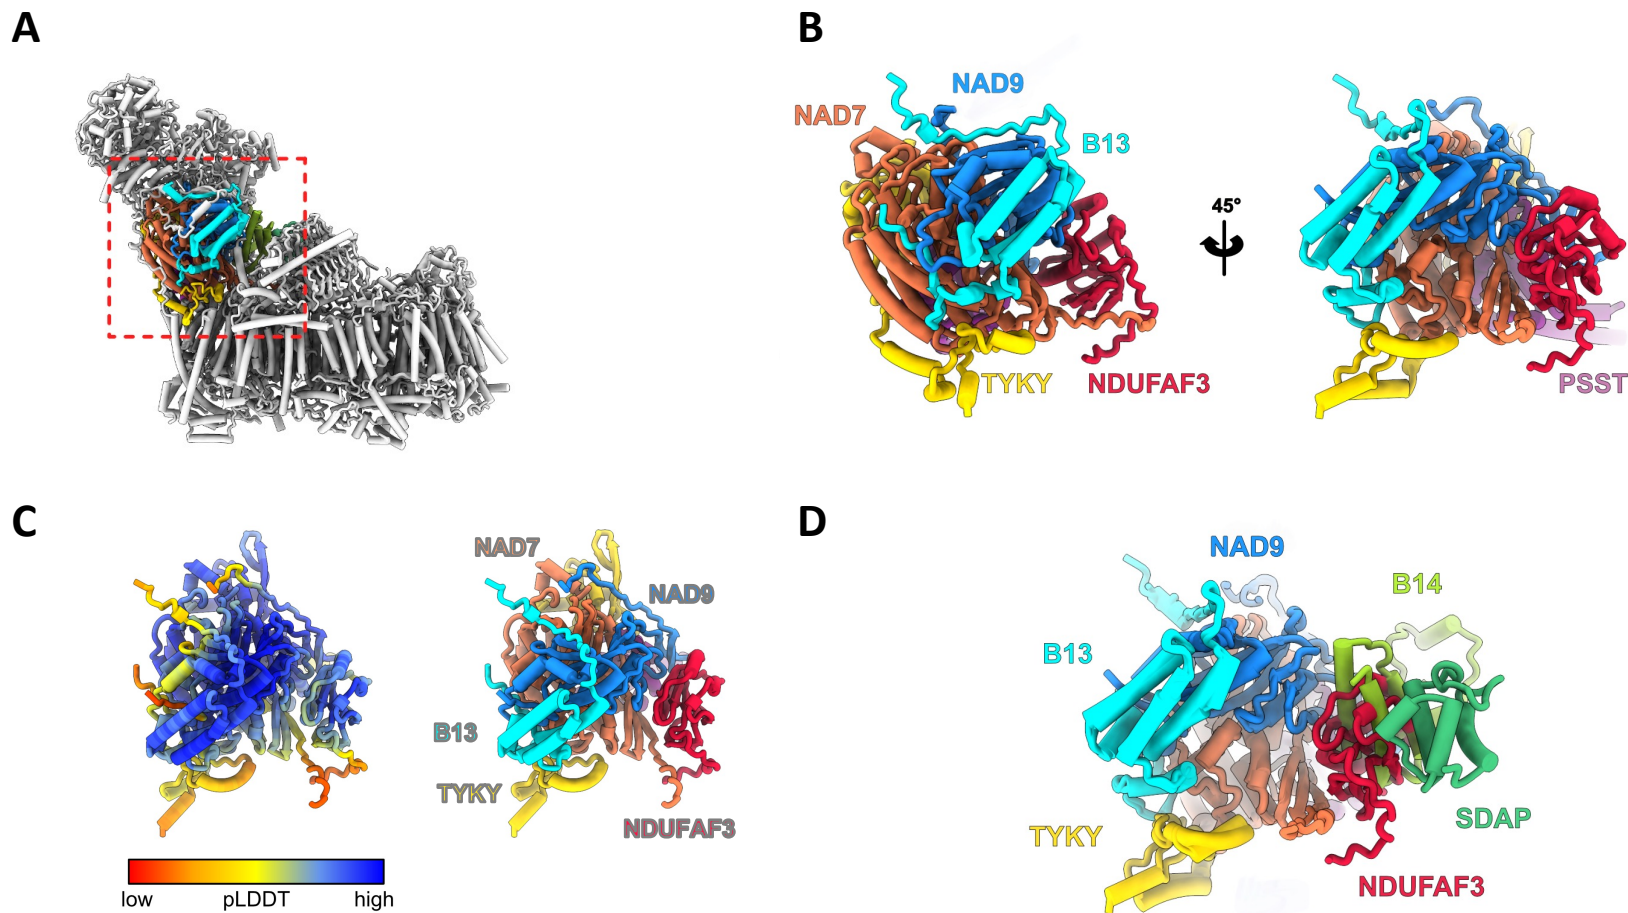 A
B
NAD9
NAD7
B13
45°
TYKY
NDUFAF3
PSST
C
D
NAD7
NAD9
B13
TYKY
NDUFAF3
low
pLDDT
high
NAD9
B14
B13
TYKY
SDAP
NDUFAF3